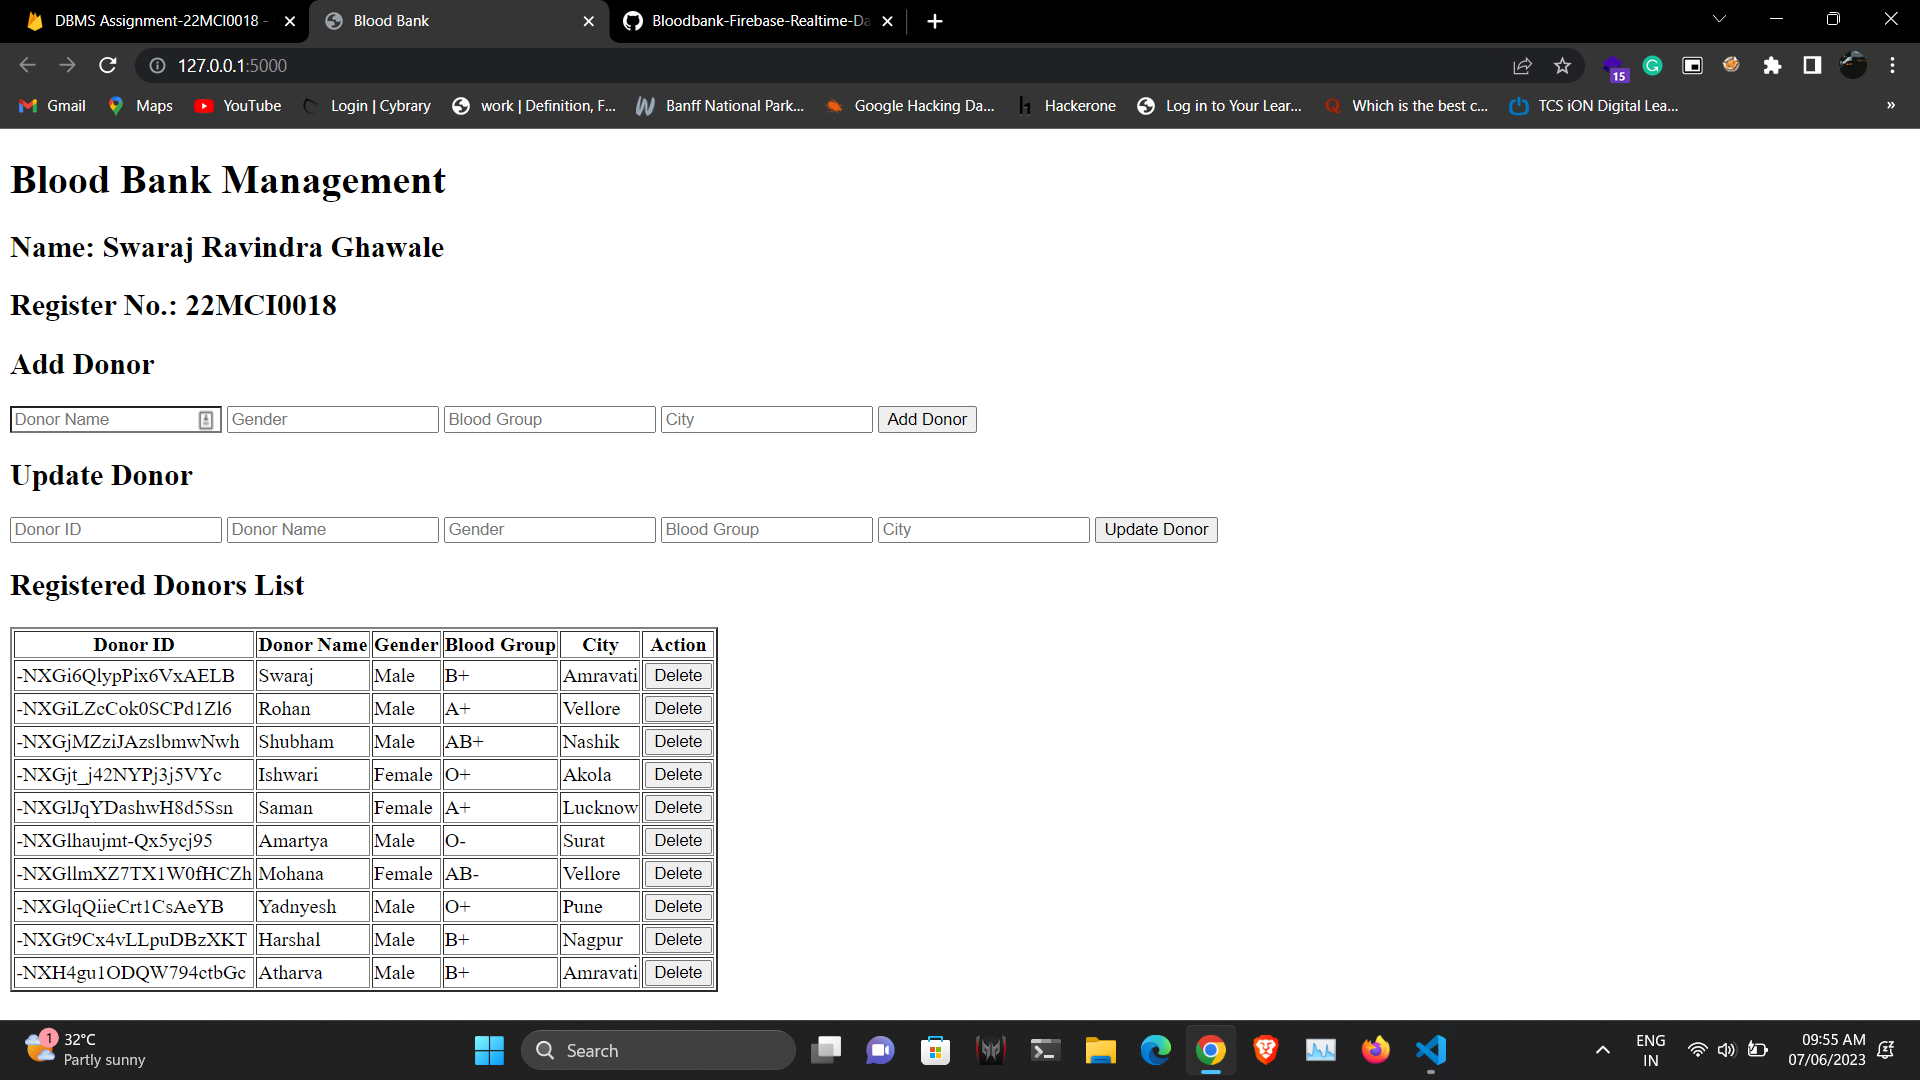 DBMS Assignment-22MCI0018 -
Blood Bank
Bloodbank-Firebase-Realtime-Da
127.0.0.1:5000
15
Gmail
Maps
YouTube
Login | Cybrary
work | Definition, F...
Banff National Park...
Google Hacking Da...
Hackerone
Log in to Your Lear...
Which is the best c...
TCS iON Digital Lea...
»
Blood Bank Management
Name: Swaraj Ravindra Ghawale
Register No.: 22MCI0018
Add Donor
Donor Name Gender Blood Group City Add Donor
Update Donor
Donor ID Donor Name Gender Blood Group City Update Donor
Registered Donors List
Donor ID Donor Name Gender Blood Group City Action
-NXGi6QlypPix6VxAELB Swaraj Male B+ Amravati Delete
-NXGiLZcCok0SCPd1Zl6 Rohan Male A+ Vellore Delete
-NXGjMZziJAzslbmwNwh Shubham Male AB+ Nashik Delete
-NXGjt_j42NYPj3j5VYc Ishwari Female O+ Akola Delete
-NXGlJqYDashwH8d5Ssn Saman Female A+ Lucknow Delete
-NXGlhaujmt-Qx5ycj95 Amartya Male O- Surat Delete
-NXGllmXZ7TX1W0fHCZh Mohana Female AB- Vellore Delete
-NXGlqQiieCrt1CsAeYB Yadnyesh Male O+ Pune Delete
-NXGt9Cx4vLLpuDBzXKT Harshal Male B+ Nagpur Delete
-NXH4gu1ODQW794ctbGc Atharva Male B+ Amravati Delete
1
32°C
Partly sunny
Search
ENG
IN
09:55 AM
07/06/2023